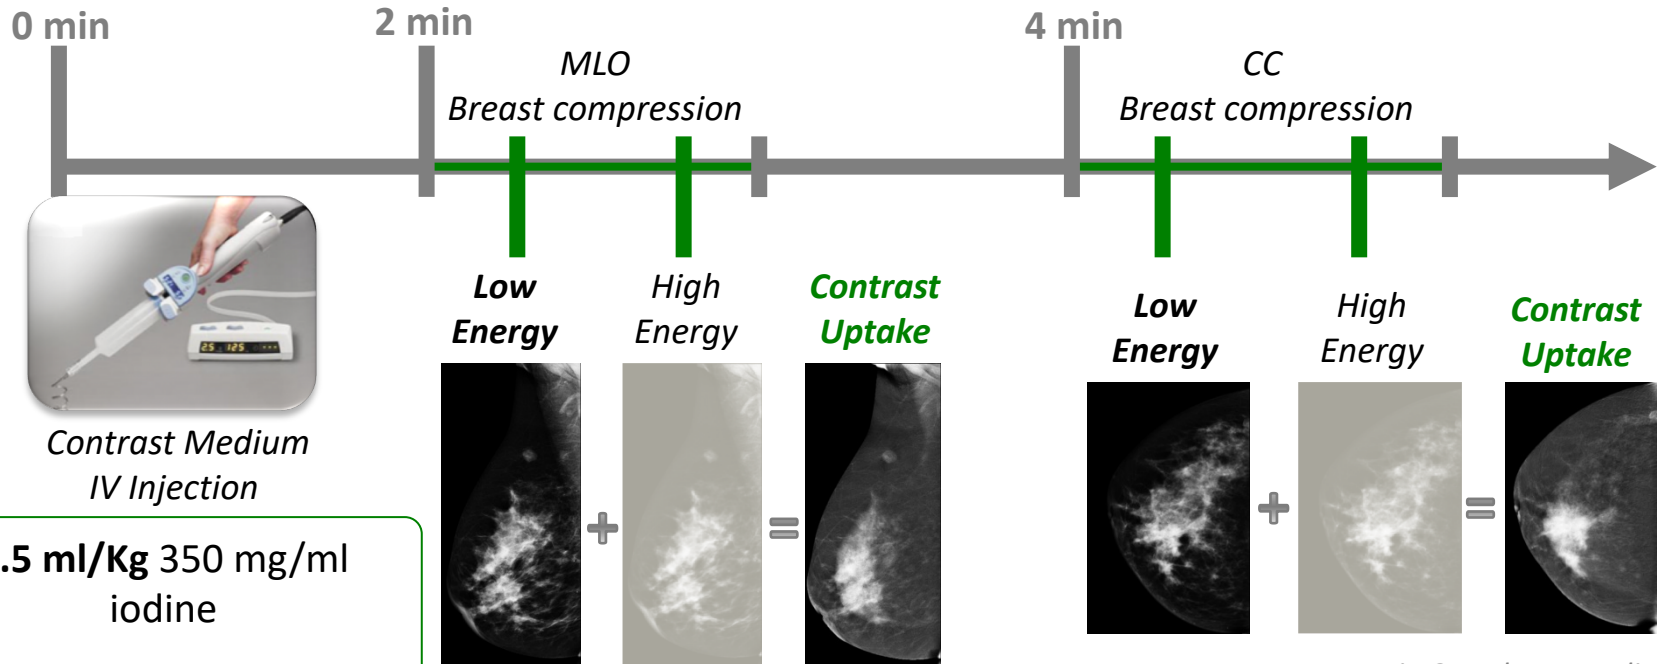 0 min
2 min
4 min
MLO
Breast compression
CC
Breast compression
Low
Energy
High
Energy
Contrast
Uptake
Low
Energy
High
Energy
Contrast
Uptake
Contrast Medium
IV Injection
.5 ml/Kg 350 mg/ml
iodine